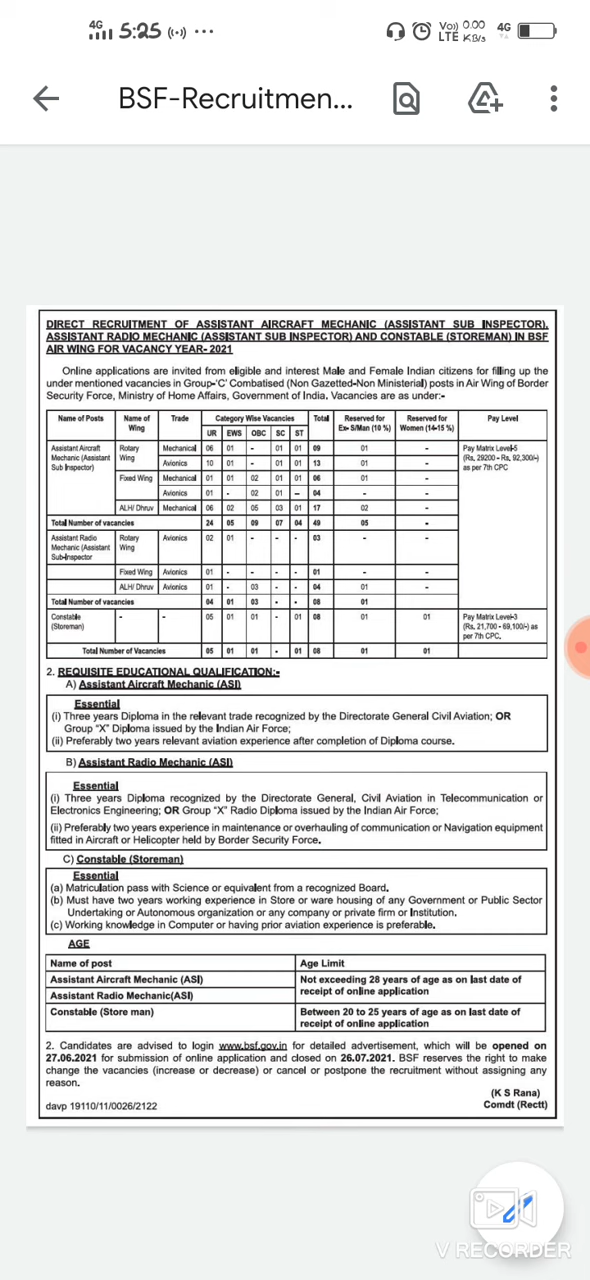 4G 5:25 ... Vo)) 0.00 4G
LTE KB/s
BSF-Recruitmen...
DIRECT RECRUITMENT OF ASSISTANT AIRCRAFT MECHANIC (ASSISTANT SUB INSPECTOR),
ASSISTANT RADIO MECHANIC (ASSISTANT SUB INSPECTOR) AND CONSTABLE (STOREMAN) IN BSF
AIR WING FOR VACANCY YEAR- 2021
Online applications are invited from eligible and interest Male and Female Indian citizens for filling up the
under mentioned vacancies in Group-'C' Combatised (Non Gazetted-Non Ministerial) posts in Air Wing of Border
Security Force, Ministry of Home Affairs, Government of India. Vacancies are as under:-
Name of Posts Name of Wing Trade Category Wise Vacancies Total Reserved for Ex- S/Man (10 %) Reserved for Women (14-15 %) Pay Level
UR EWS OBC SC ST
Assistant Aircraft Mechanic (Assistant Sub Inspector) Rotary Wing Mechanical 06 01 - 01 01 09 01 - Pay Matrix Level-5 (Rs. 29200 - Rs, 92,300/-) as per 7th CPC
Avionics 10 01 - 01 01 13 01 -
Fixed Wing Mechanical 01 01 02 01 01 06 01 -
Avionics 01 - 02 01 – 04 - -
ALH/ Dhruv Mechanical 06 02 05 03 01 17 02 -
Total Number of vacancies 24 05 09 07 04 49 05 -
Assistant Radio Mechanic (Assistant Sub-Inspector Rotary Wing Avionics 02 01 - - - 03 - -
Fixed Wing Avionics 01 - - - - 01 - -
ALH/ Dhruv Avionics 01 - 03 - - 04 01 -
Total Number of vacancies 04 01 03 - - 08 01
Constable (Storeman) - - 05 01 01 - 01 08 01 01 Pay Matrix Level-3 (Rs. 21,700 - 69,100/-) as per 7th CPC.
Total Number of Vacancies 05 01 01 - 01 08 01 01
2. REQUISITE EDUCATIONAL QUALIFICATION:-
A) Assistant Aircraft Mechanic (ASI)
Essential
(i) Three years Diploma in the relevant trade recognized by the Directorate General Civil Aviation; OR
Group "X" Diploma issued by the Indian Air Force;
(ii) Preferably two years relevant aviation experience after completion of Diploma course.
B) Assistant Radio Mechanic (ASI)
Essential
(i) Three years Diploma recognized by the Directorate General, Civil Aviation in Telecommunication or
Electronics Engineering; OR Group "X" Radio Diploma issued by the Indian Air Force;
(ii) Preferably two years experience in maintenance or overhauling of communication or Navigation equipment
fitted in Aircraft or Helicopter held by Border Security Force.
C) Constable (Storeman)
Essential
(a) Matriculation pass with Science or equivalent from a recognized Board.
(b) Must have two years working experience in Store or ware housing of any Government or Public Sector
Undertaking or Autonomous organization or any company or private firm or Institution.
(c) Working knowledge in Computer or having prior aviation experience is preferable.
AGE
Name of post Age Limit
Assistant Aircraft Mechanic (ASI) Not exceeding 28 years of age as on last date of
Assistant Radio Mechanic(ASI) receipt of online application
Constable (Store man) Between 20 to 25 years of age as on last date of
receipt of online application
2. Candidates are advised to login www.bsf.gov.in for detailed advertisement, which will be opened on
27.06.2021 for submission of online application and closed on 26.07.2021. BSF reserves the right to make
change the vacancies (increase or decrease) or cancel or postpone the recruitment without assigning any
reason.
(K S Rana)
Comdt (Rectt)
davp 19110/11/0026/2122
V RECORDER